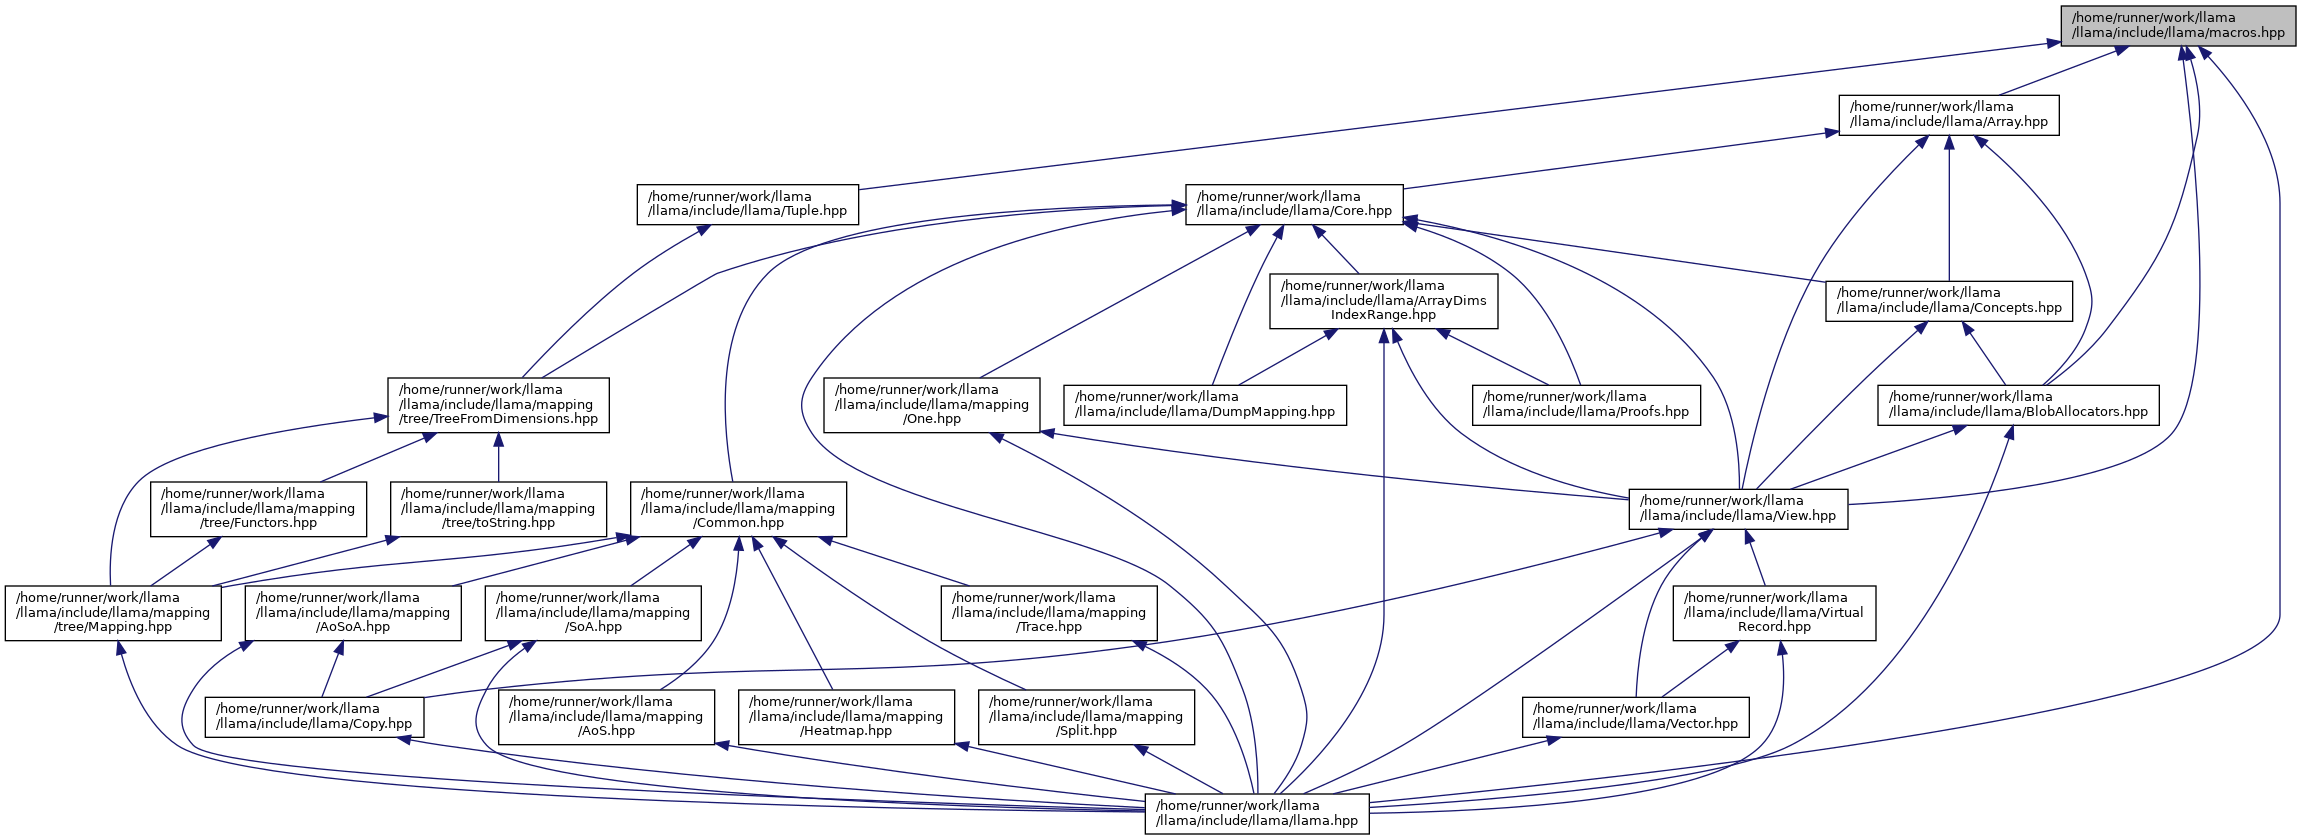 /home/runner/work/llama
/llama/include/llama/macros.hpp
/home/runner/work/llama
/llama/include/llama/Array.hpp
/home/runner/work/llama
/llama/include/llama/Tuple.hpp
/home/runner/work/llama
/llama/include/llama/Core.hpp
/home/runner/work/llama
/llama/include/llama/ArrayDims
IndexRange.hpp
/home/runner/work/llama
/llama/include/llama/Concepts.hpp
/home/runner/work/llama
/llama/include/llama/mapping
/tree/TreeFromDimensions.hpp
/home/runner/work/llama
/llama/include/llama/mapping
/One.hpp
/home/runner/work/llama
/llama/include/llama/DumpMapping.hpp
/home/runner/work/llama
/llama/include/llama/Proofs.hpp
/home/runner/work/llama
/llama/include/llama/BlobAllocators.hpp
/home/runner/work/llama
/llama/include/llama/mapping
/tree/Functors.hpp
/home/runner/work/llama
/llama/include/llama/mapping
/tree/toString.hpp
/home/runner/work/llama
/llama/include/llama/mapping
/Common.hpp
/home/runner/work/llama
/llama/include/llama/View.hpp
/home/runner/work/llama
/llama/include/llama/mapping
/tree/Mapping.hpp
/home/runner/work/llama
/llama/include/llama/mapping
/AoSoA.hpp
/home/runner/work/llama
/llama/include/llama/mapping
/SoA.hpp
/home/runner/work/llama
/llama/include/llama/mapping
/Trace.hpp
/home/runner/work/llama
/llama/include/llama/Virtual
Record.hpp
/home/runner/work/llama
/llama/include/llama/Copy.hpp
/home/runner/work/llama
/llama/include/llama/mapping
/AoS.hpp
/home/runner/work/llama
/llama/include/llama/mapping
/Heatmap.hpp
/home/runner/work/llama
/llama/include/llama/mapping
/Split.hpp
/home/runner/work/llama
/llama/include/llama/Vector.hpp
/home/runner/work/llama
/llama/include/llama/llama.hpp